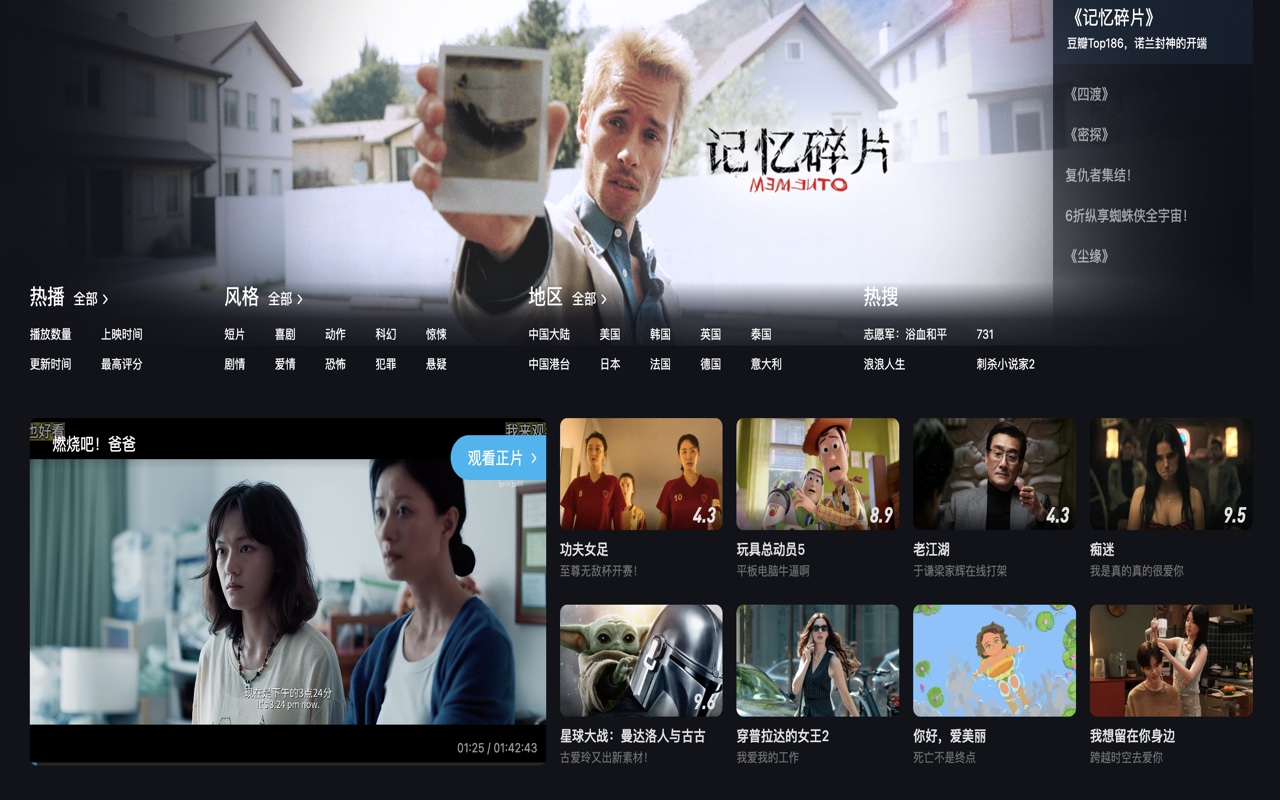 记忆碎片
MEMENTO
《记忆碎片》
豆瓣Top186，诺兰封神的开端
《四渡》
《密探》
复仇者集结！
6折纵享蜘蛛侠全宇宙！
《尘缘》
热播 全部 >
播放数量 上映时间
更新时间 最高评分
风格 全部 >
短片 喜剧 动作 科幻 惊悚
剧情 爱情 恐怖 犯罪 悬疑
地区 全部 >
中国大陆 美国 韩国 英国 泰国
中国港台 日本 法国 德国 意大利
热搜
志愿军：浴血和平 731
浪浪人生 刺杀小说家2
也好看 我来观
燃烧吧！爸爸
观看正片 >
现在是下午的3点24分
It's 3:24 pm now.
01:25 / 01:42:43
10
4.3
功夫女足
至尊无敌杯开赛！
8.9
玩具总动员5
平板电脑牛逼啊
4.3
老江湖
于谦梁家辉在线打架
9.5
痴迷
我是真的真的很爱你
9.6
星球大战：曼达洛人与古古
古爱玲又出新素材！
穿普拉达的女王2
我爱我的工作
你好，爱美丽
死亡不是终点
我想留在你身边
跨越时空去爱你